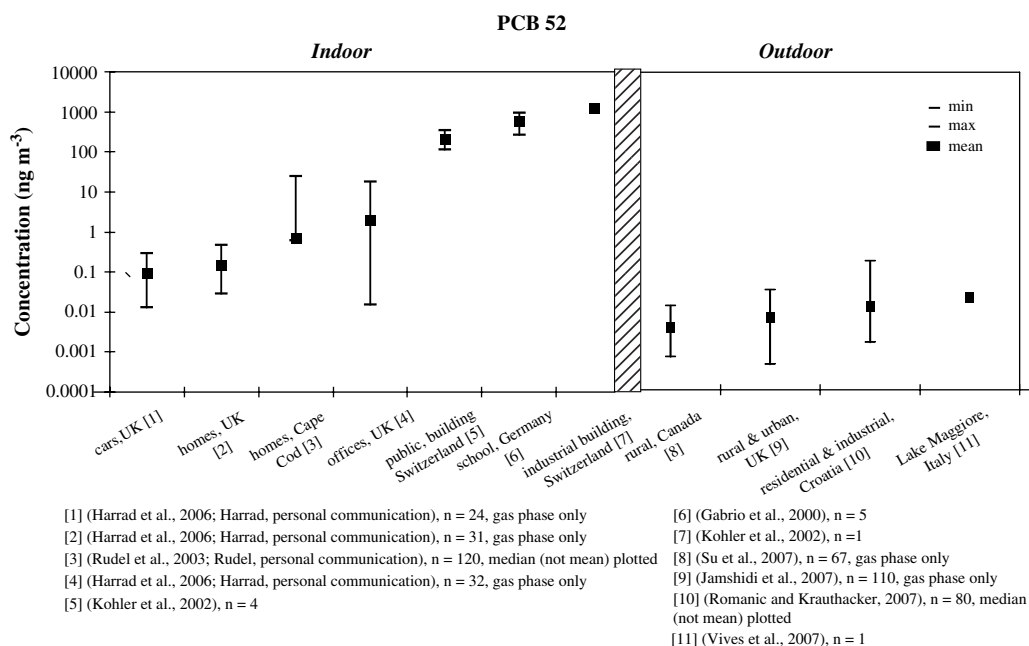 PCB 52
Indoor
Outdoor
Concentration (ng m-3)
10000
1000
100
10
1
0.1
0.01
0.001
0.0001
min
max
mean
cars,UK [1]
homes, UK
[2]
homes, Cape
Cod [3]
offices, UK [4]
public, building
Switzerland [5]
school, Germany
[6]
industrial building,
Switzerland [7]
rural, Canada
[8]
rural & urban,
UK [9]
residential & industrial,
Croatia [10]
Lake Maggiore,
Italy [11]
[1] (Harrad et al., 2006; Harrad, personal communication), n = 24, gas phase only
[2] (Harrad et al., 2006; Harrad, personal communication), n = 31, gas phase only
[3] (Rudel et al., 2003; Rudel, personal communication), n = 120, median (not mean) plotted
[4] (Harrad et al., 2006; Harrad, personal communication), n = 32, gas phase only
[5] (Kohler et al., 2002), n = 4
[6] (Gabrio et al., 2000), n = 5
[7] (Kohler et al., 2002), n =1
[8] (Su et al., 2007), n = 67, gas phase only
[9] (Jamshidi et al., 2007), n = 110, gas phase only
[10] (Romanic and Krauthacker, 2007), n = 80, median
(not mean) plotted
[11] (Vives et al., 2007), n = 1